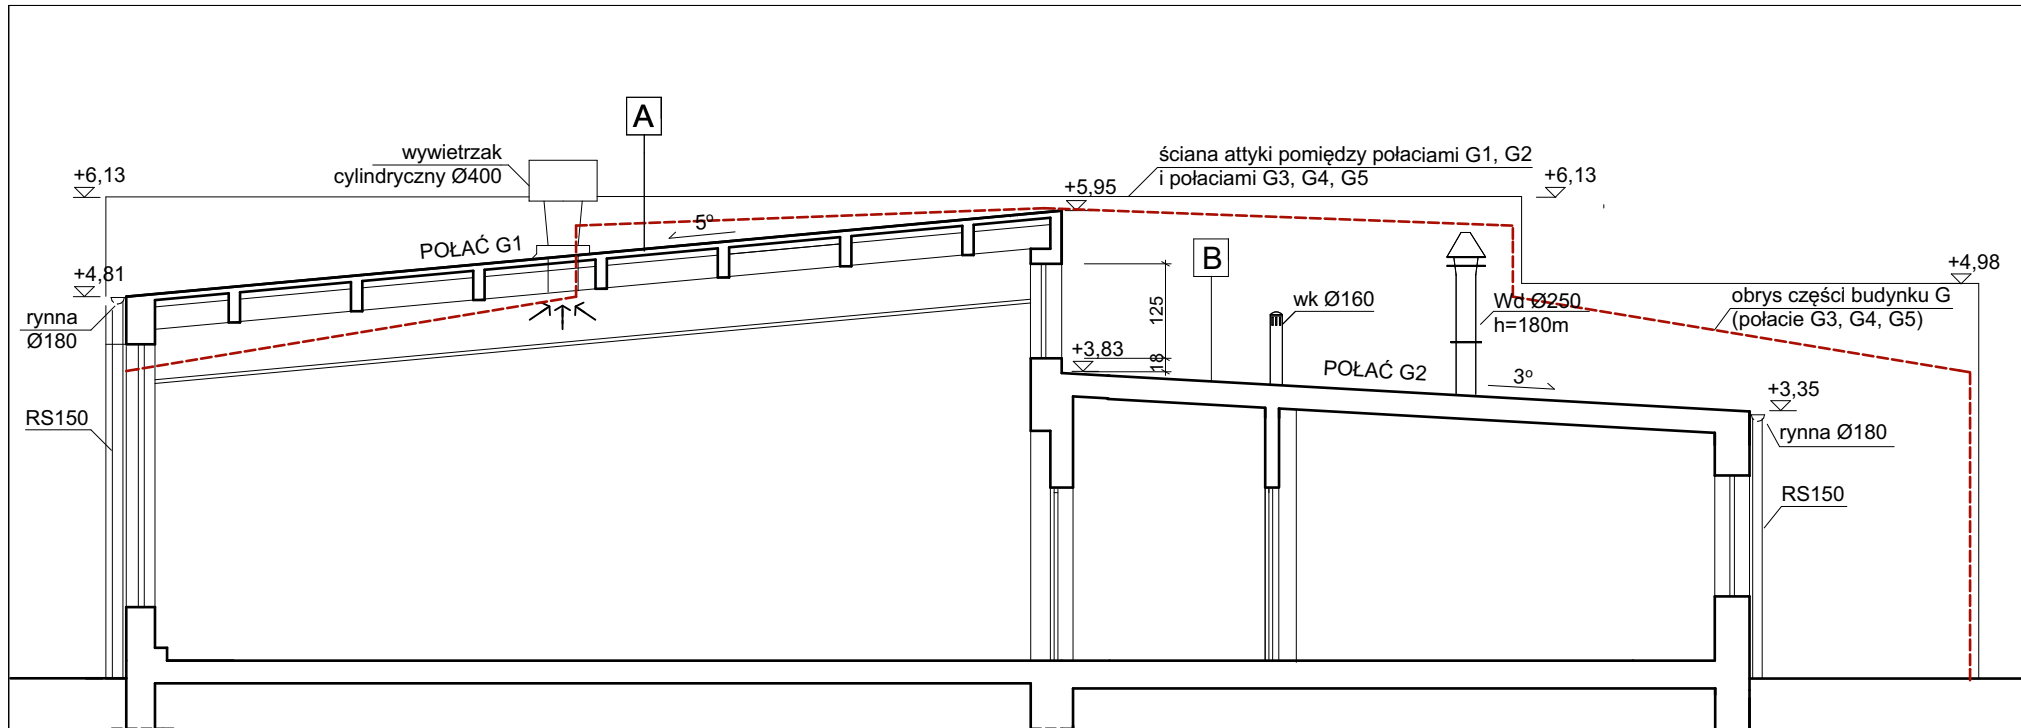 A
wywietrzak
cylindryczny Ø400
ściana attyki pomiędzy połaciami G1, G2
i połaciami G3, G4, G5
+6,13
+5,95
+6,13
5°
POŁAĆ G1
B
+4,81
+4,98
rynna
Ø180
125
wk Ø160
Wd Ø250
h=180m
obrys części budynku G
(połacie G3, G4, G5)
+3,83
18
POŁAĆ G2
3°
+3,35
RS150
rynna Ø180
RS150